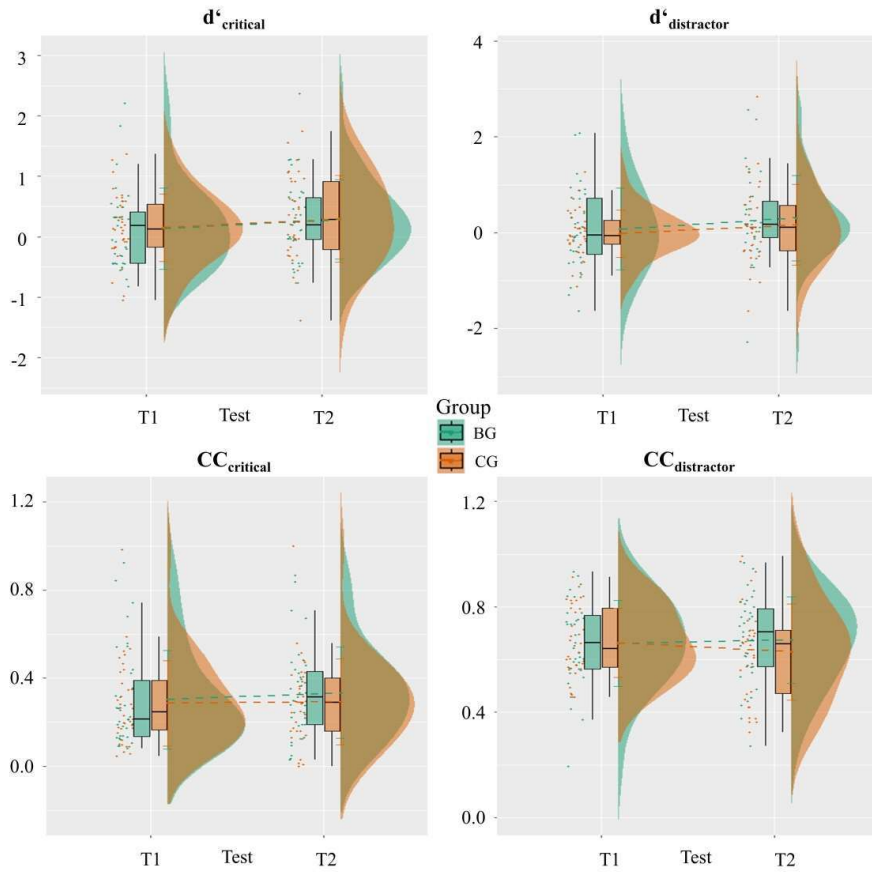 d‘critical
3
2
1
0
-1
-2
T1 Test T2
d‘distractor
4
2
0
-2
T1 Test T2
Group
BG
CG
CCcritical
1.2
0.8
0.4
0.0
T1 Test T2
CCdistractor
1.2
0.8
0.4
0.0
T1 Test T2